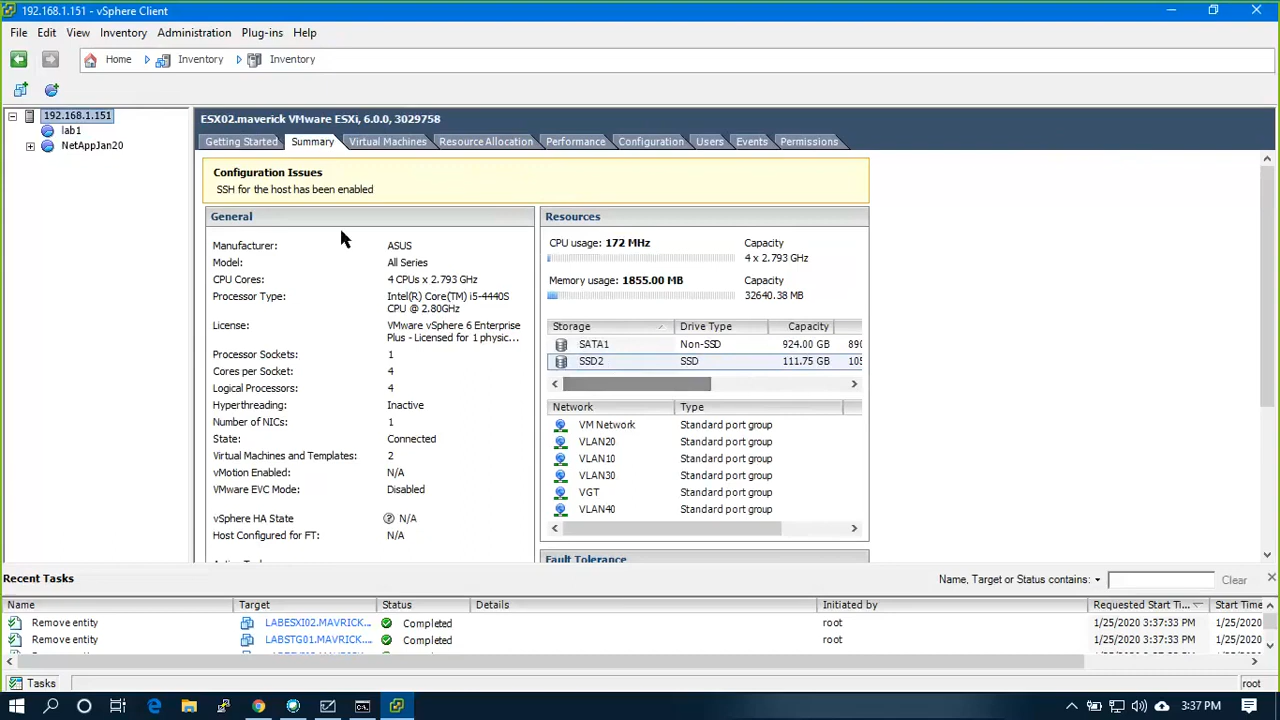 192.168.1.151 - vSphere Client
File Edit View Inventory Administration Plug-ins Help
Home Inventory Inventory
192.168.1.151
lab1
NetAppJan20
ESX02.maverick VMware ESXi, 6.0.0, 3029758
Getting Started Summary Virtual Machines Resource Allocation Performance Configuration Users Events Permissions
Configuration Issues
SSH for the host has been enabled
General
Manufacturer: ASUS
Model: All Series
CPU Cores: 4 CPUs x 2.793 GHz
Processor Type: Intel(R) Core(TM) i5-4440S
CPU @ 2.80GHz
License: VMware vSphere 6 Enterprise
Plus - Licensed for 1 physic...
Processor Sockets: 1
Cores per Socket: 4
Logical Processors: 4
Hyperthreading: Inactive
Number of NICs: 1
State: Connected
Virtual Machines and Templates: 2
vMotion Enabled: N/A
VMware EVC Mode: Disabled
vSphere HA State N/A
Host Configured for FT: N/A
Resources
CPU usage: 172 MHz Capacity
4 x 2.793 GHz
Memory usage: 1855.00 MB Capacity
32640.38 MB
Storage Drive Type Capacity
SATA1 Non-SSD 924.00 GB 890
SSD2 SSD 111.75 GB 105
Network Type
VM Network Standard port group
VLAN20 Standard port group
VLAN10 Standard port group
VLAN30 Standard port group
VGT Standard port group
VLAN40 Standard port group
Fault Tolerance
Recent Tasks
Name, Target or Status contains: Clear
Name Target Status Details Initiated by Requested Start Ti... Start Time
Remove entity LABESXI02.MAVRICK... Completed root 1/25/2020 3:37:33 PM 1/25/2020
Remove entity LABSTG01.MAVRICK.... Completed root 1/25/2020 3:37:33 PM 1/25/2020
Tasks root
3:37 PM